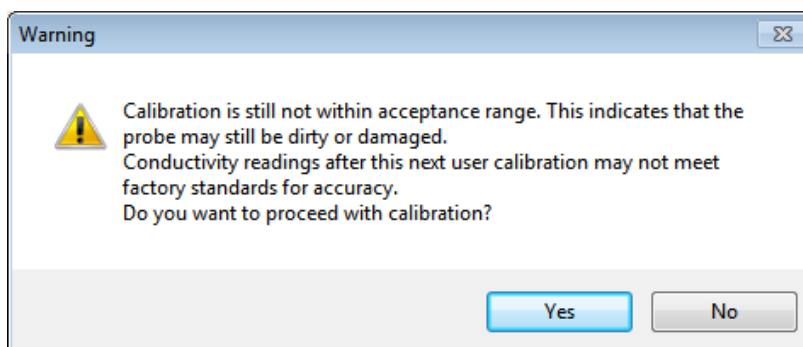 Warning
Calibration is still not within acceptance range. This indicates that the
probe may still be dirty or damaged.
Conductivity readings after this next user calibration may not meet
factory standards for accuracy.
Do you want to proceed with calibration?
Yes
No